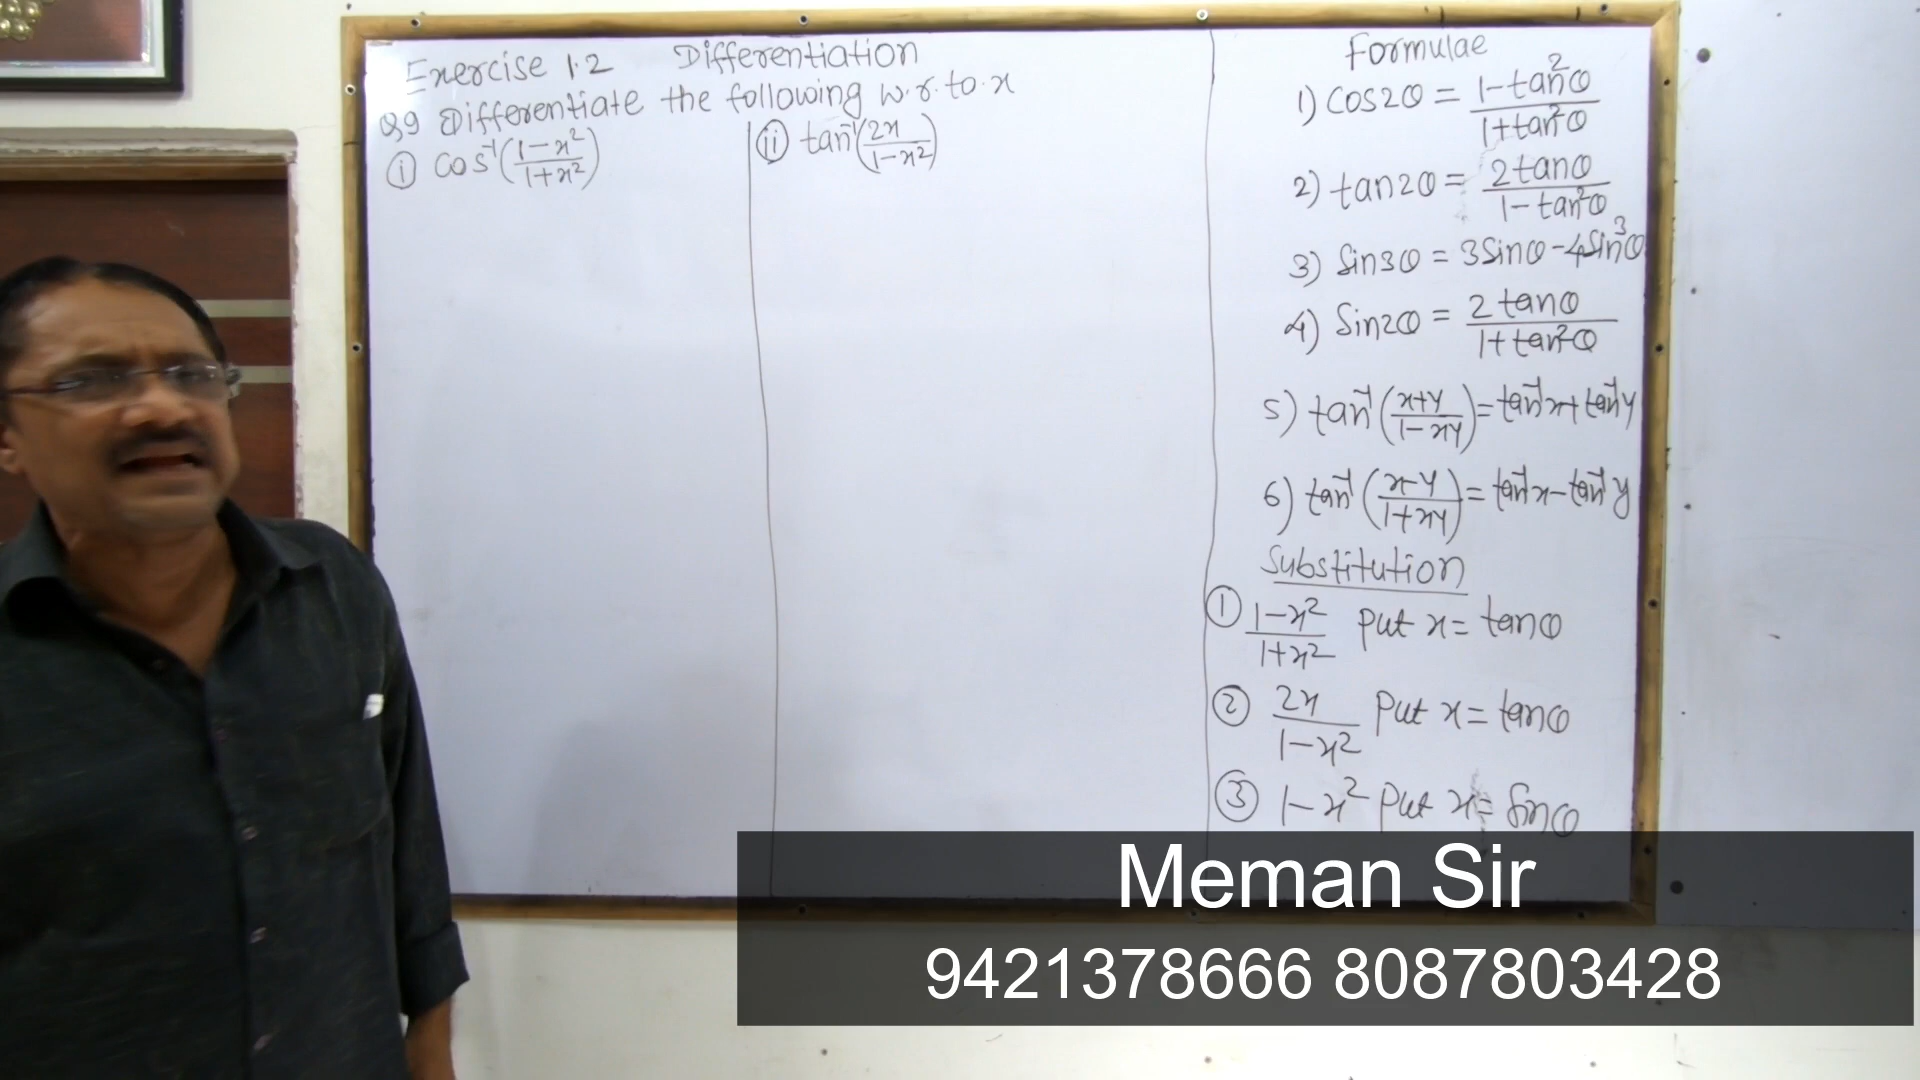 Exercise 1.2 Differentiation
Q9 Differentiate the following w.r.to.x
(i) cos⁻¹((1-x²)/(1+x²))
(ii) tan⁻¹(2x/(1-x²))
Formulae
1) cos2θ = (1-tan²θ)/(1+tan²θ)
2) tan2θ = (2tanθ)/(1-tan²θ)
3) sin3θ = 3sinθ-4sin³θ
4) sin2θ = (2tanθ)/(1+tan²θ)
5) tan⁻¹((x+y)/(1-xy)) = tan⁻¹x+tan⁻¹y
6) tan⁻¹((x-y)/(1+xy)) = tan⁻¹x-tan⁻¹y
Substitution
① (1-x²)/(1+x²) put x = tanθ
② 2x/(1-x²) Put x = tanθ
③ 1-x² Put x = sinθ
Meman Sir
9421378666 8087803428